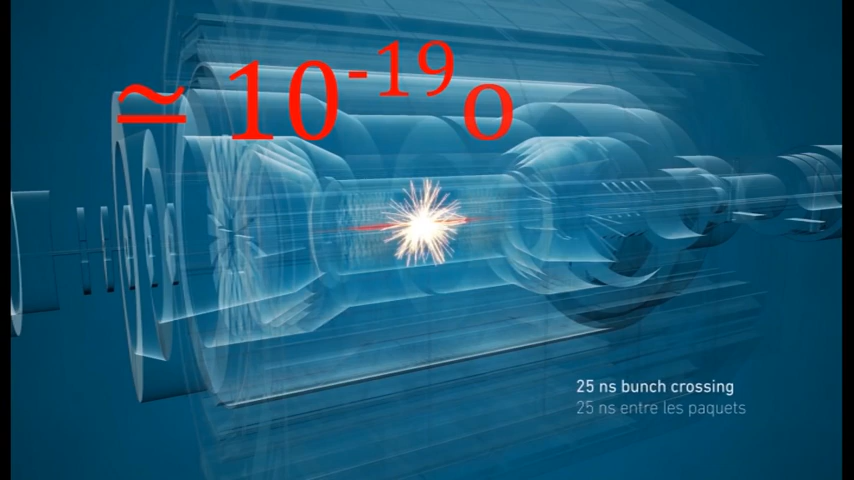 ≃ 10⁻¹⁹o
25 ns bunch crossing
25 ns entre les paquets